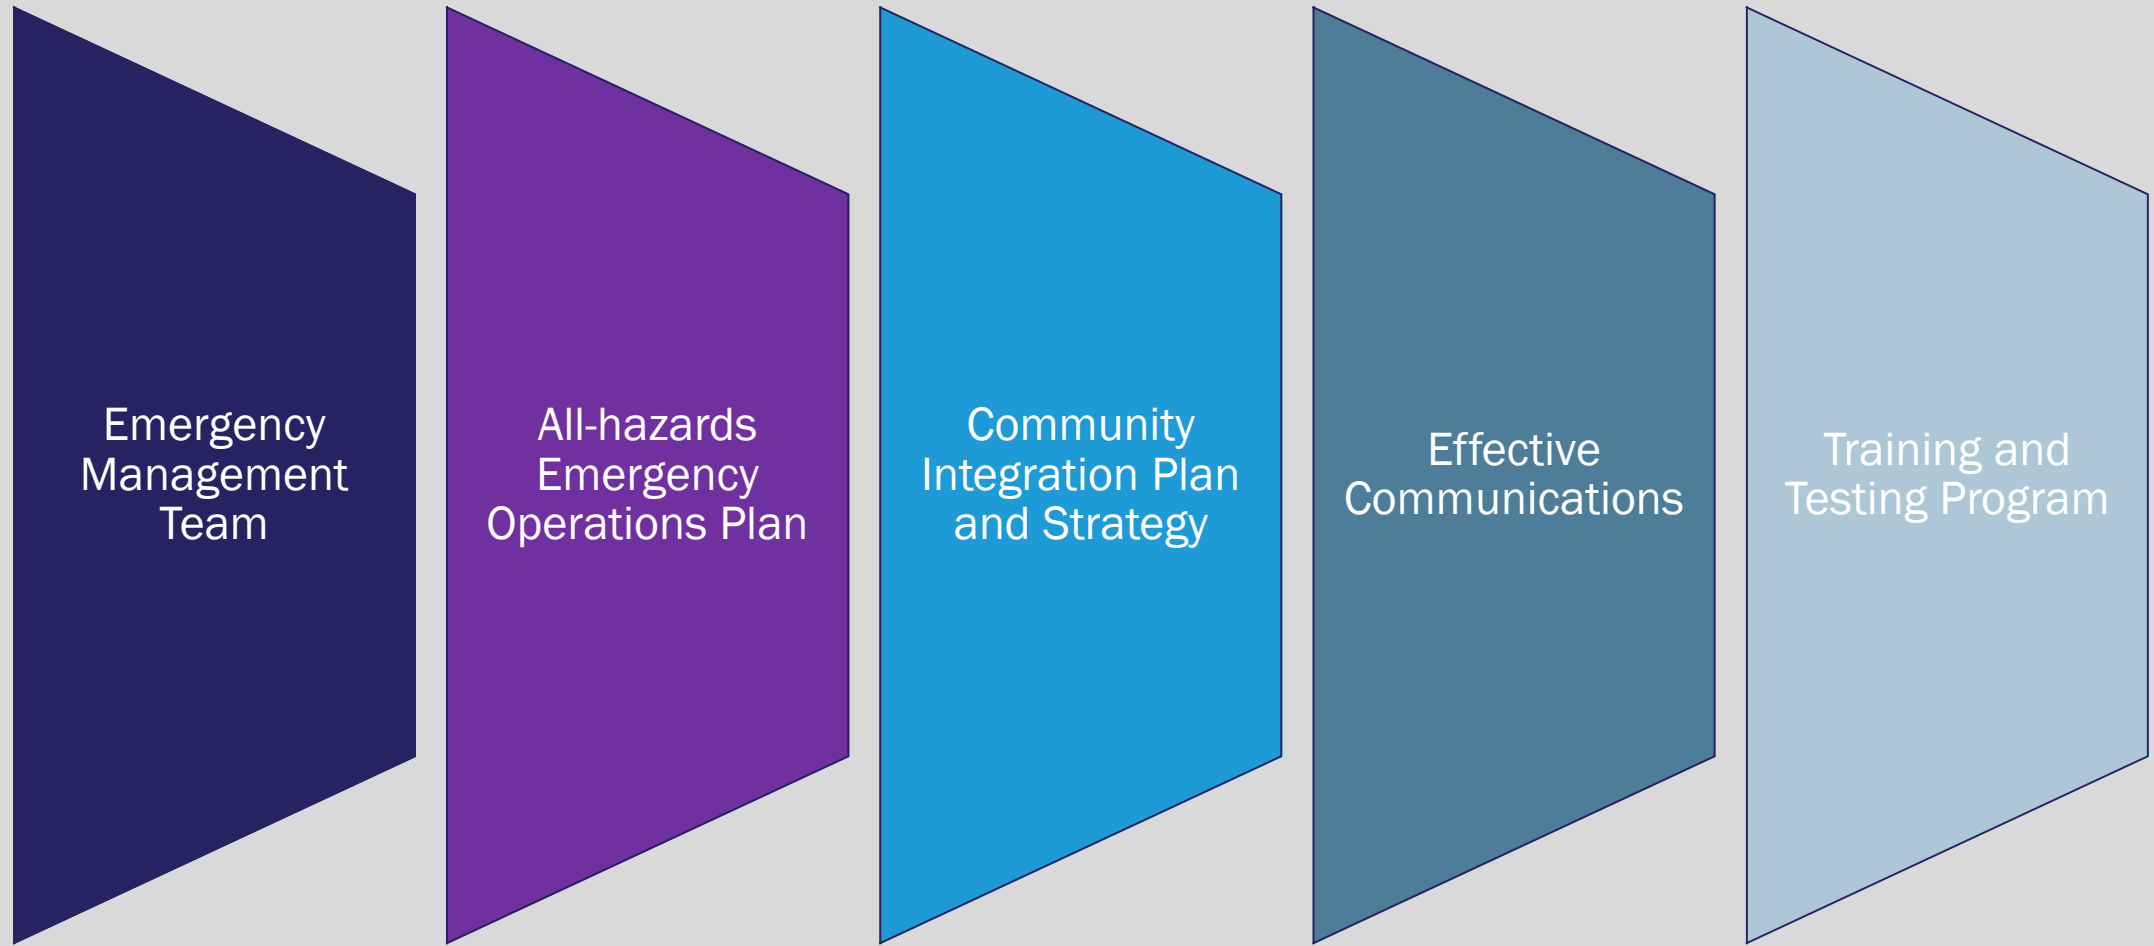 Emergency
Management
Team
All-hazards
Emergency
Operations Plan
Community
Integration Plan
and Strategy
Effective
Communications
Training and
Testing Program